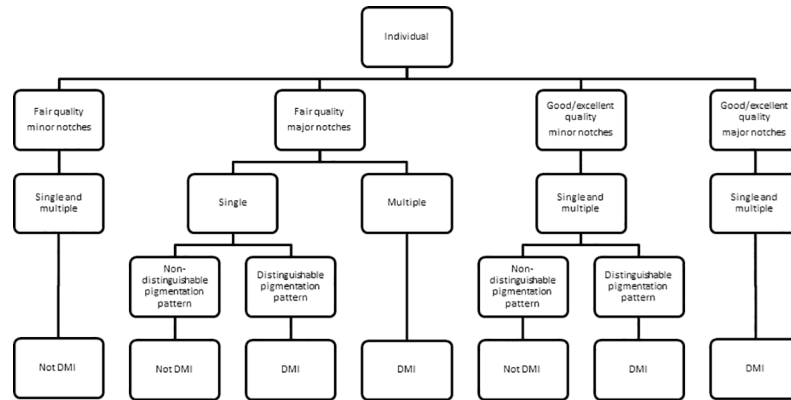 Individual
Fair quality
minor notches
Fair quality
major notches
Good/excellent
quality
minor notches
Good/excellent
quality
major notches
Single and
multiple
Single
Multiple
Single and
multiple
Single and
multiple
Non-
distinguishable
pigmentation
pattern
Distinguishable
pigmentation
pattern
Non-
distinguishable
pigmentation
pattern
Distinguishable
pigmentation
pattern
Not DMI
Not DMI
DMI
DMI
Not DMI
DMI
DMI